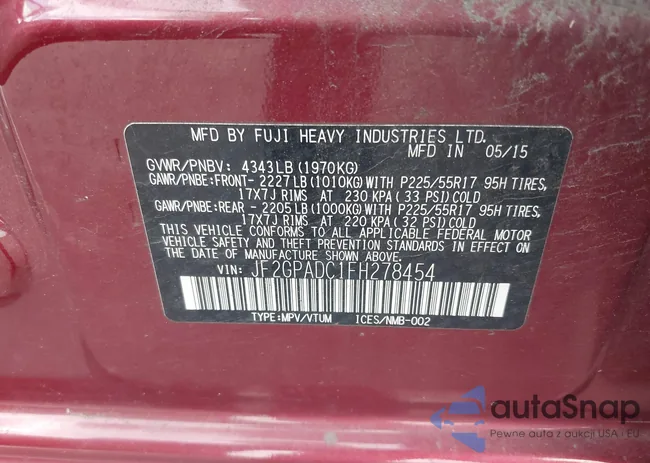 MFD BY FUJI HEAVY INDUSTRIES LTD.
MFD IN 05/15
GVWR/PNBV: 4343LB(1970KG)
GAWR/PNBE:FRONT- 2227LB(1010KG)WITH P225/55R17 95H TIRES,
17X7J RIMS AT 230 KPA(33 PSI)COLD
GAWR/PNBE:REAR - 2205LB(1000KG)WITH P225/55R17 95H TIRES,
17X7J RIMS AT 220 KPA(32 PSI)COLD
THIS VEHICLE CONFORMS TO ALL APPLICABLE FEDERAL MOTOR
VEHICLE SAFETY AND THEFT PREVENTION STANDARDS IN EFFECT ON
THE DATE OF MANUFACTURE SHOWN ABOVE.
VIN: JF2GPADC1FH278454
TYPE:MPV/VTUM ICES/NMB-002
autaSnap
Pewne auta z aukcji USA i EU